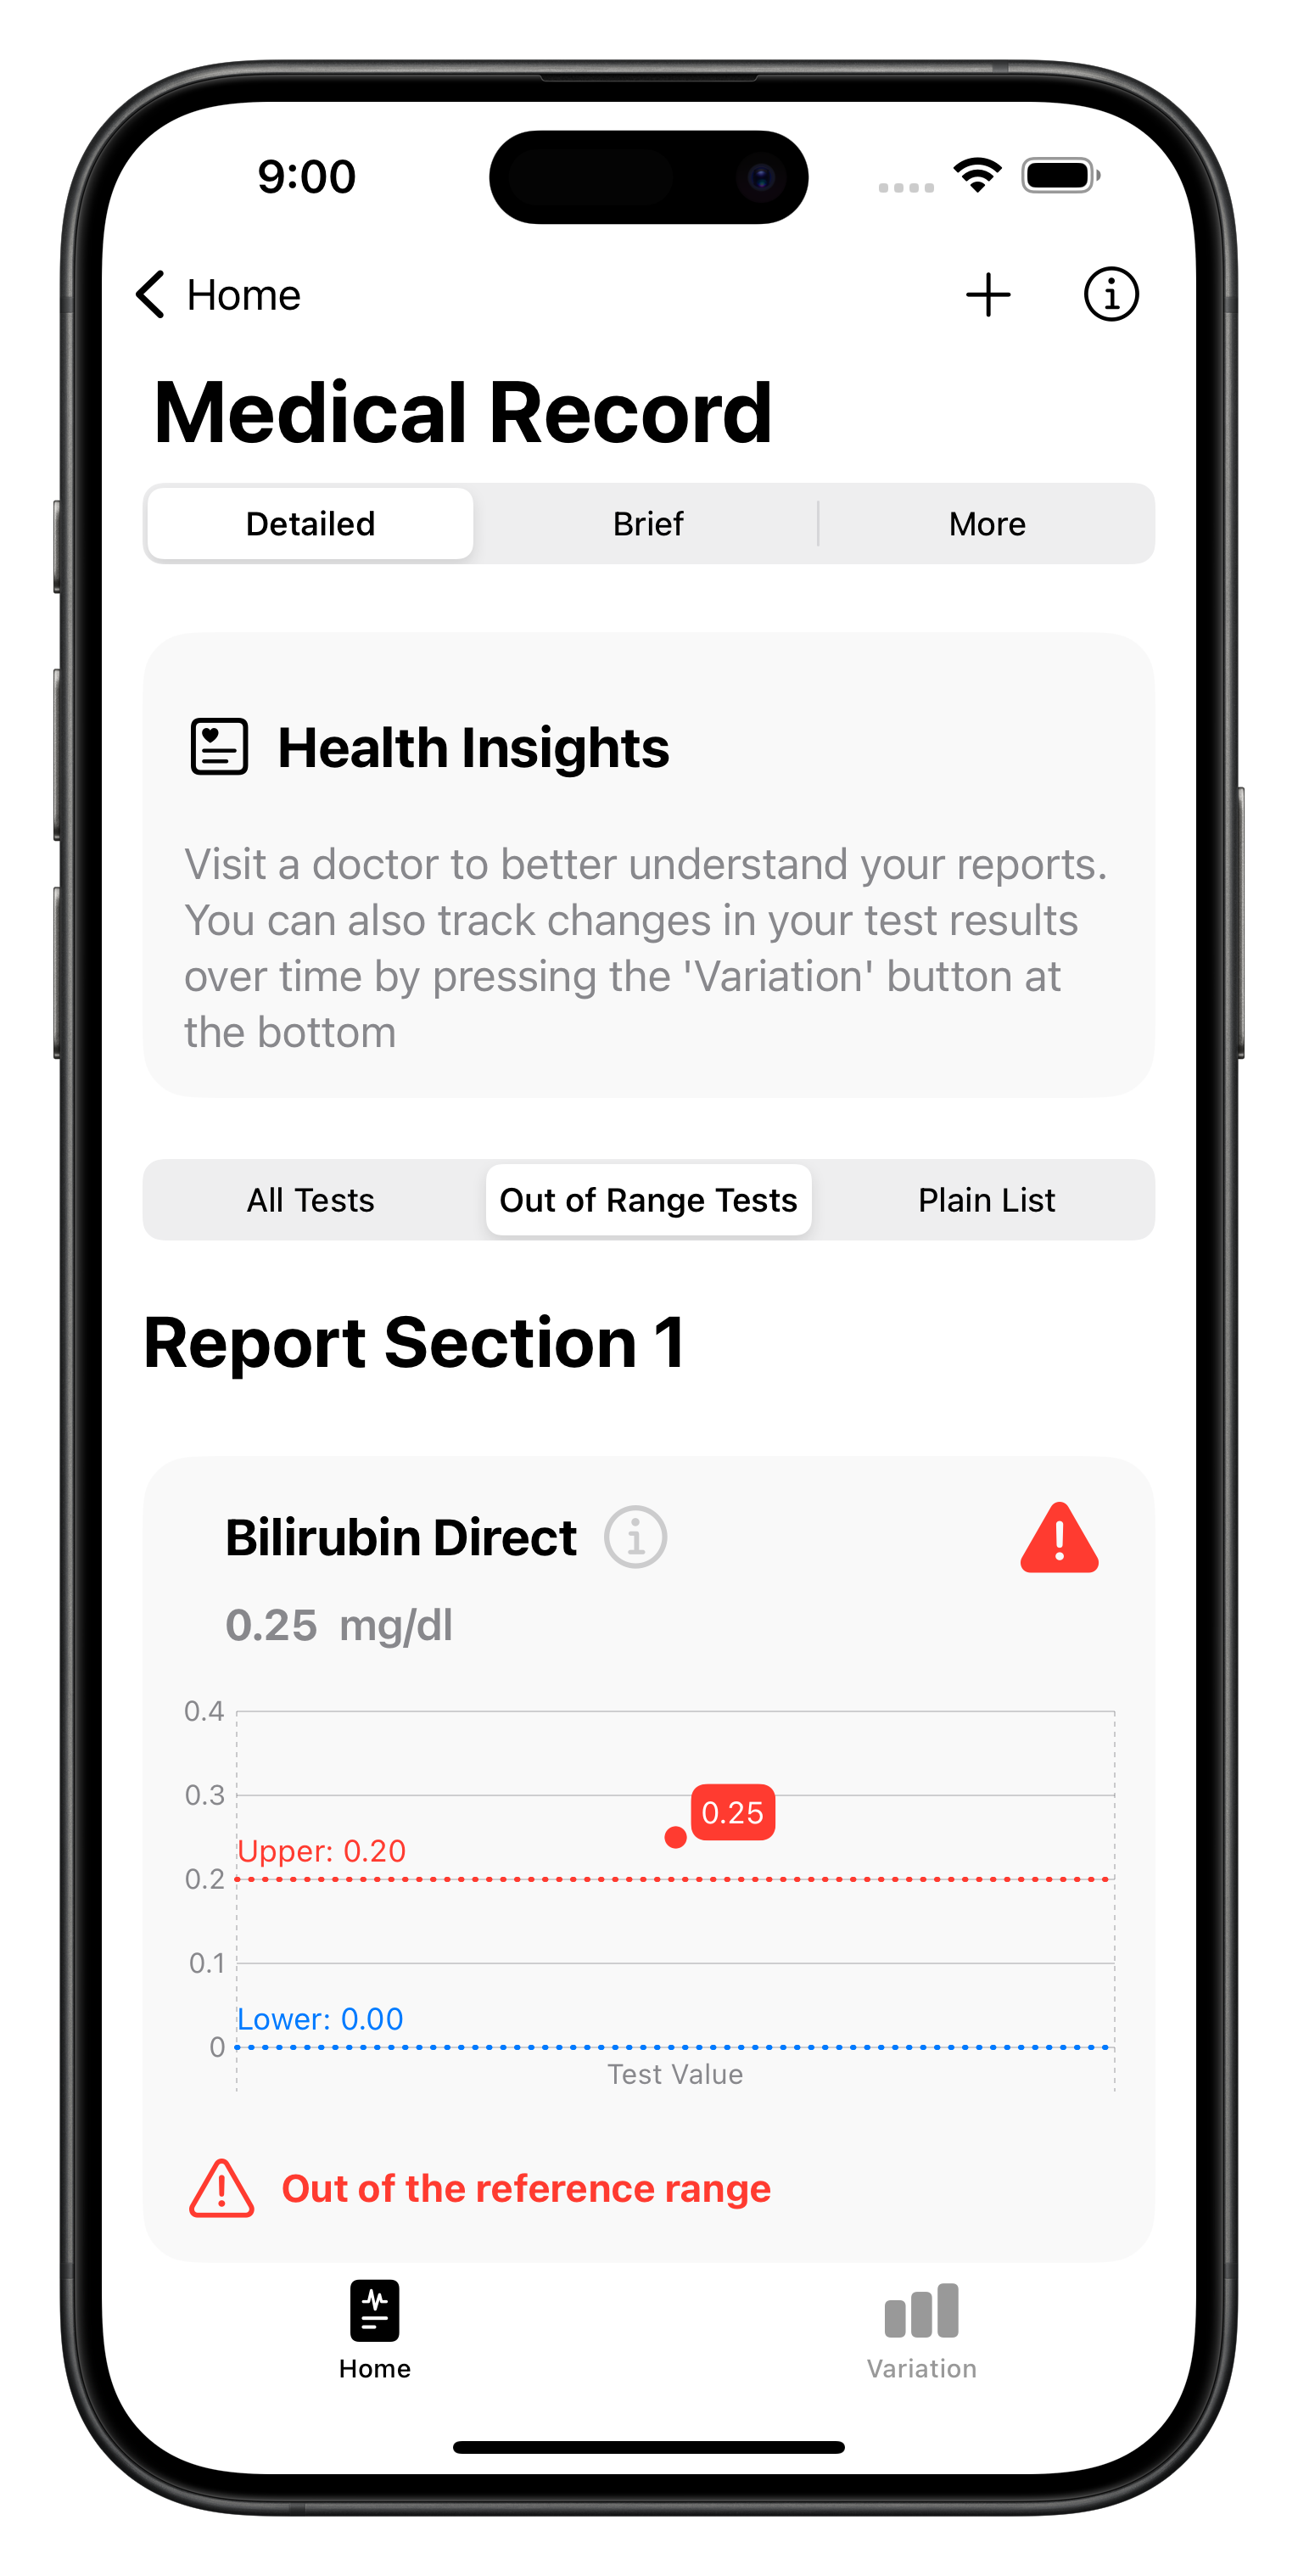 9:00
Home
Medical Record
Detailed Brief More
Health Insights
Visit a doctor to better understand your reports.
You can also track changes in your test results
over time by pressing the 'Variation' button at
the bottom
All Tests Out of Range Tests Plain List
Report Section 1
Bilirubin Direct
0.25 mg/dl
0.4
0.3
0.25
Upper: 0.20
0.2
0.1
Lower: 0.00
0
Test Value
Out of the reference range
Home Variation